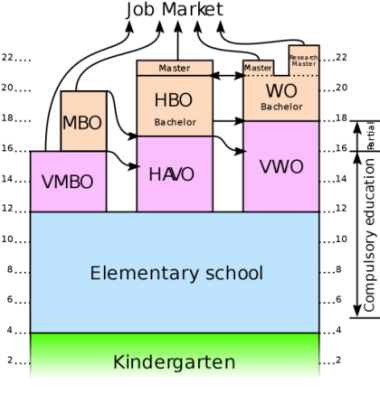 Job Market
22
20
18
16
14
12
10
8
6
4
2
Master
HBO
Bachelor
MBO
VMBO
HAVO
Master
Research
Master
WO
Bachelor
VWO
Elementary school
Kindergarten
22
20
18
16
14
12
10
8
6
4
2
Partial
Compulsory education